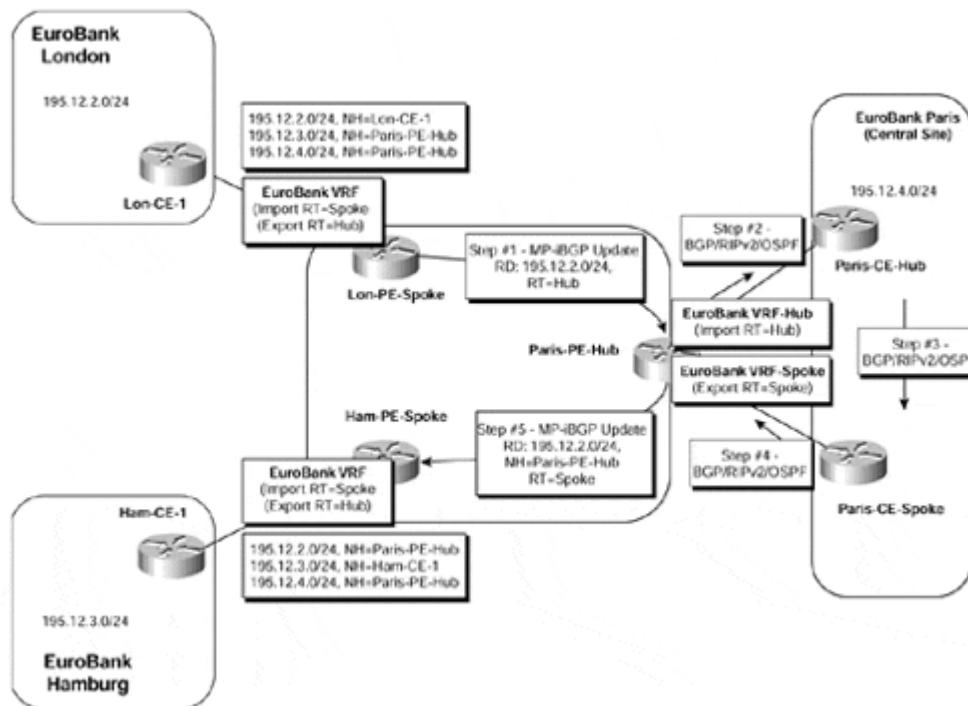 EuroBank
London
195.12.2.0/24
Lon-CE-1
195.12.2.0/24, NH=Lon-CE-1
195.12.3.0/24, NH=Paris-PE-Hub
195.12.4.0/24, NH=Paris-PE-Hub
EuroBank VRF
(Import RT=Spoke
(Export RT=Hub)
Lon-PE-Spoke
Step #1 - MP-iBGP Update
RD: 195.12.2.0/24,
RT=Hub
Step #2 -
BGP/RIPv2/OSPF
EuroBank Paris
(Central Site)
195.12.4.0/24
Paris-CE-Hub
EuroBank VRF-Hub
(Import RT=Hub)
Paris-PE-Hub
EuroBank VRF-Spoke
(Export RT=Spoke)
Step #3 -
BGP/RIPv2/OSP
Step #4 -
BGP/RIPv2/OSPF
Paris-CE-Spoke
Ham-PE-Spoke
Step #5 - MP-iBGP Update
RD: 195.12.2.0/24,
NH=Paris-PE-Hub
RT=Spoke
EuroBank VRF
(Import RT=Spoke
(Export RT=Hub)
Ham-CE-1
195.12.2.0/24, NH=Paris-PE-Hub
195.12.3.0/24, NH=Ham-CE-1
195.12.4.0/24, NH=Paris-PE-Hub
195.12.3.0/24
EuroBank
Hamburg